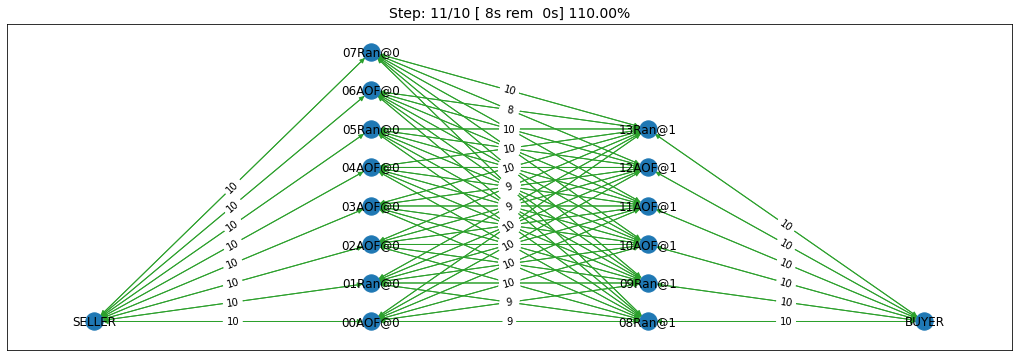 Step: 11/10 [ 8s rem  0s] 110.00%
07Ran@0
06AOF@0
10
8
05Ran@0
10
13Ran@1
10
04AOF@0
10
12AOF@1
10
9
10
03AOF@0
9
11AOF@1
10
10
10
10
10
02AOF@0
10
10AOF@1
10
10
10
10
10
01Ran@0
10
09Ran@1
10
10
9
10
SELLER
10
00AOF@0
9
08Ran@1
10
BUYER